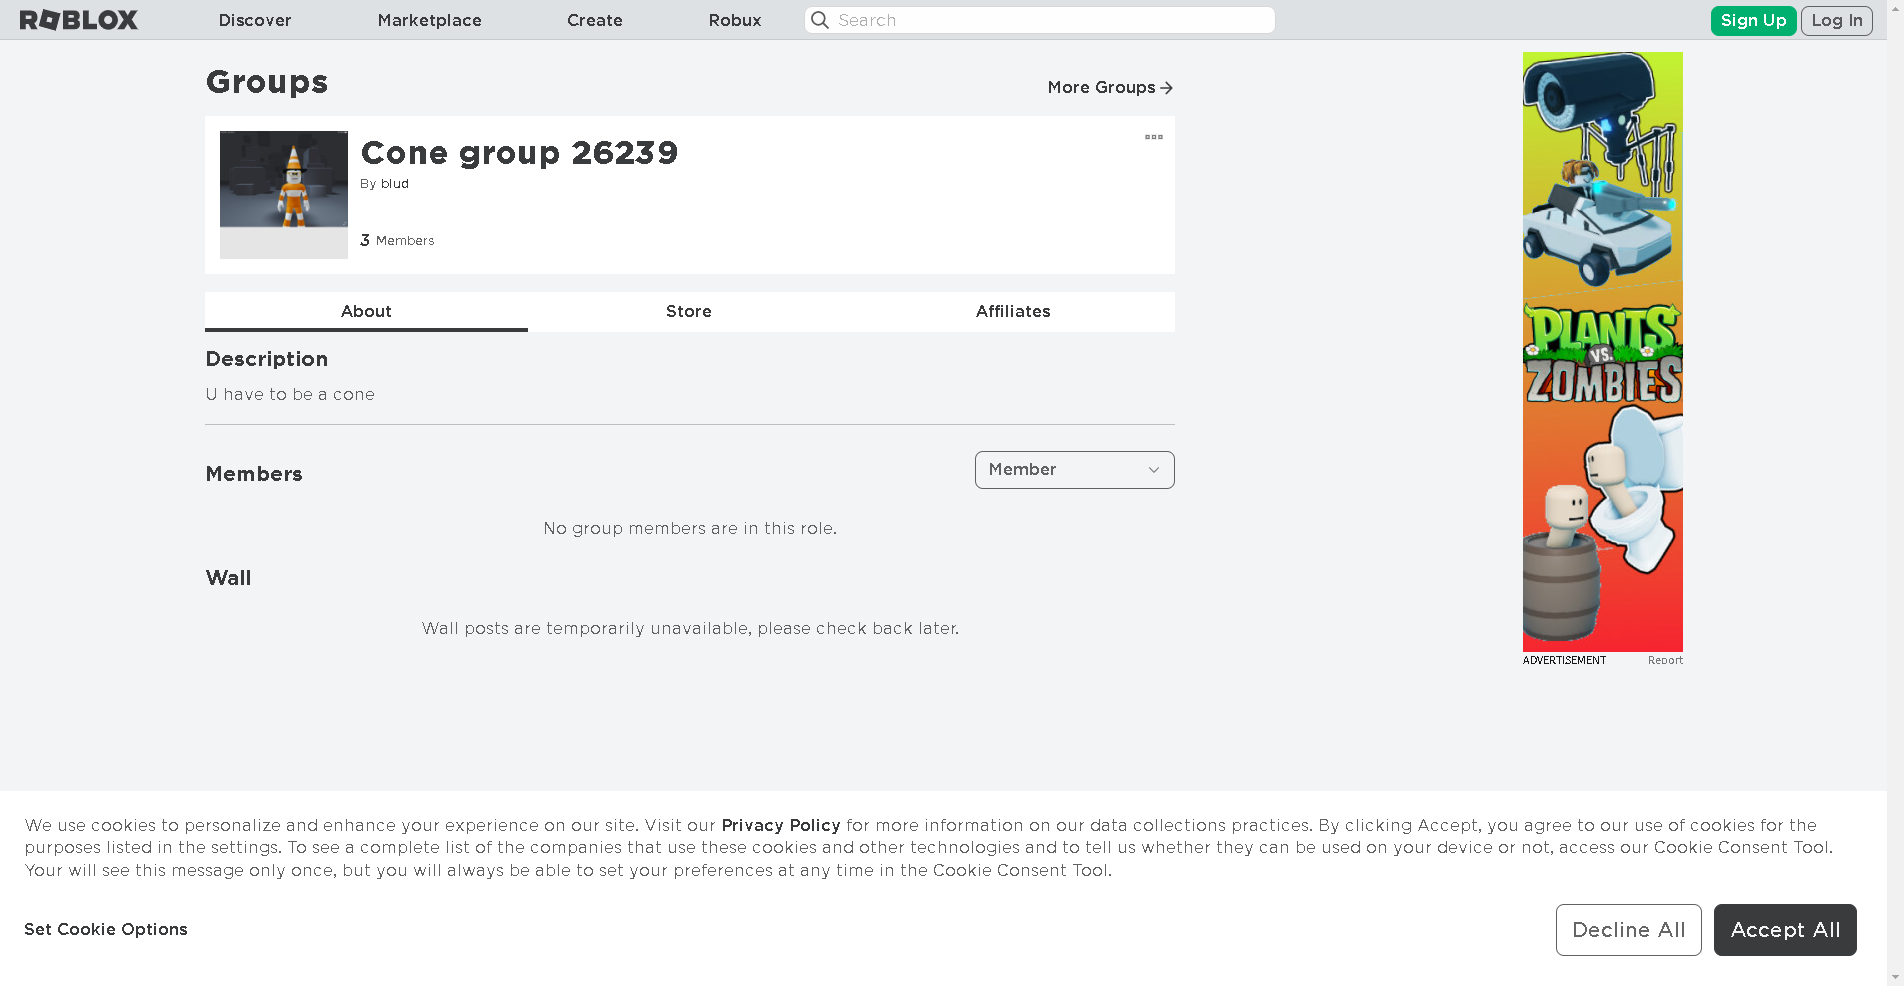 ROBLOX
Discover
Marketplace
Create
Robux
Search
Sign Up
Log In
Groups
More Groups
Cone group 26239
By blud
3 Members
About
Store
Affiliates
Description
U have to be a cone
Members
Member
No group members are in this role.
Wall
Wall posts are temporarily unavailable, please check back later.
PLANTS
VS.
ZOMBIES
ADVERTISEMENT
Report
We use cookies to personalize and enhance your experience on our site. Visit our Privacy Policy for more information on our data collections practices. By clicking Accept, you agree to our use of cookies for the
purposes listed in the settings. To see a complete list of the companies that use these cookies and other technologies and to tell us whether they can be used on your device or not, access our Cookie Consent Tool.
Your will see this message only once, but you will always be able to set your preferences at any time in the Cookie Consent Tool.
Set Cookie Options
Decline All
Accept All